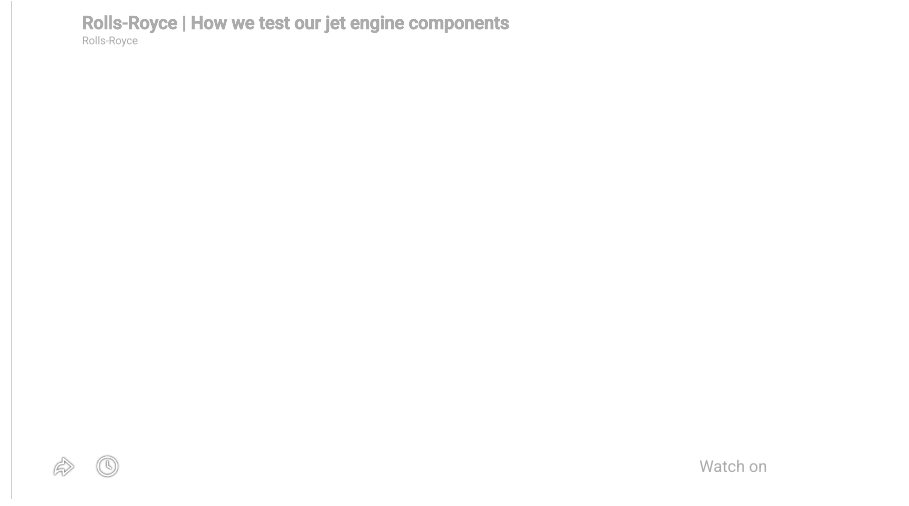 Rolls-Royce | How we test our jet engine components
Rolls-Royce
Watch on